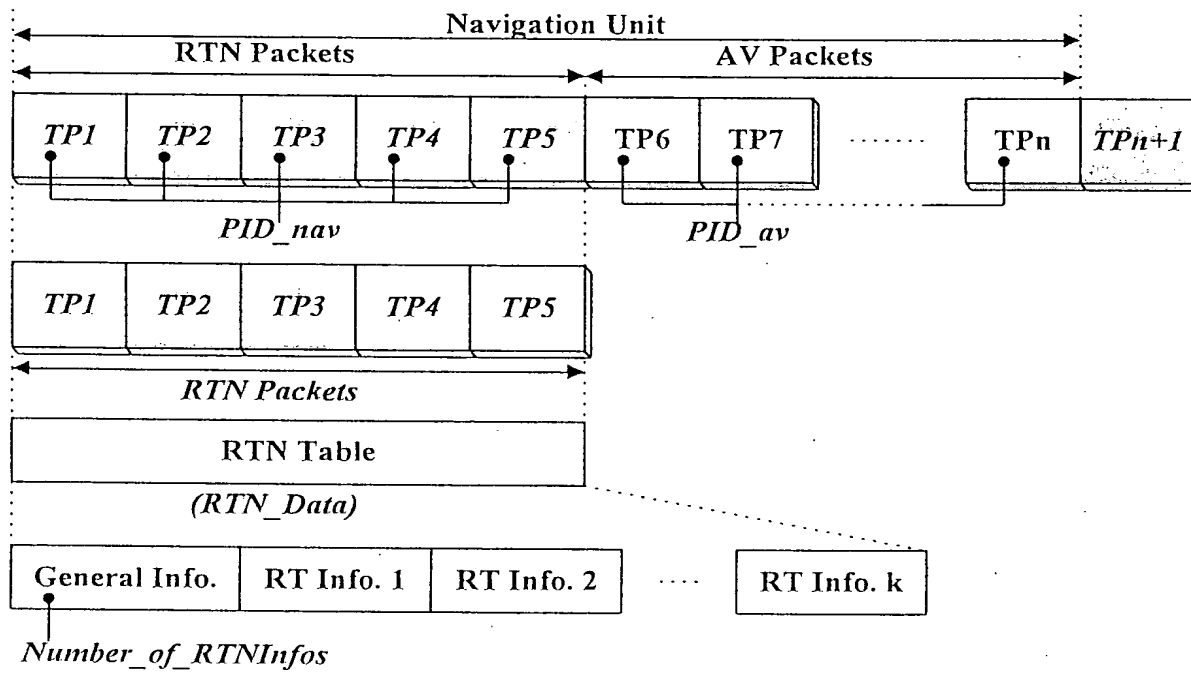 Navigation Unit
RTN Packets AV Packets
TP1 TP2 TP3 TP4 TP5 TP6 TP7 ...... TPn TPn+1
PID_nav PID_av
TP1 TP2 TP3 TP4 TP5
RTN Packets
RTN Table
(RTN_Data)
General Info. RT Info. 1 RT Info. 2 .... RT Info. k
Number_of_RTNInfos